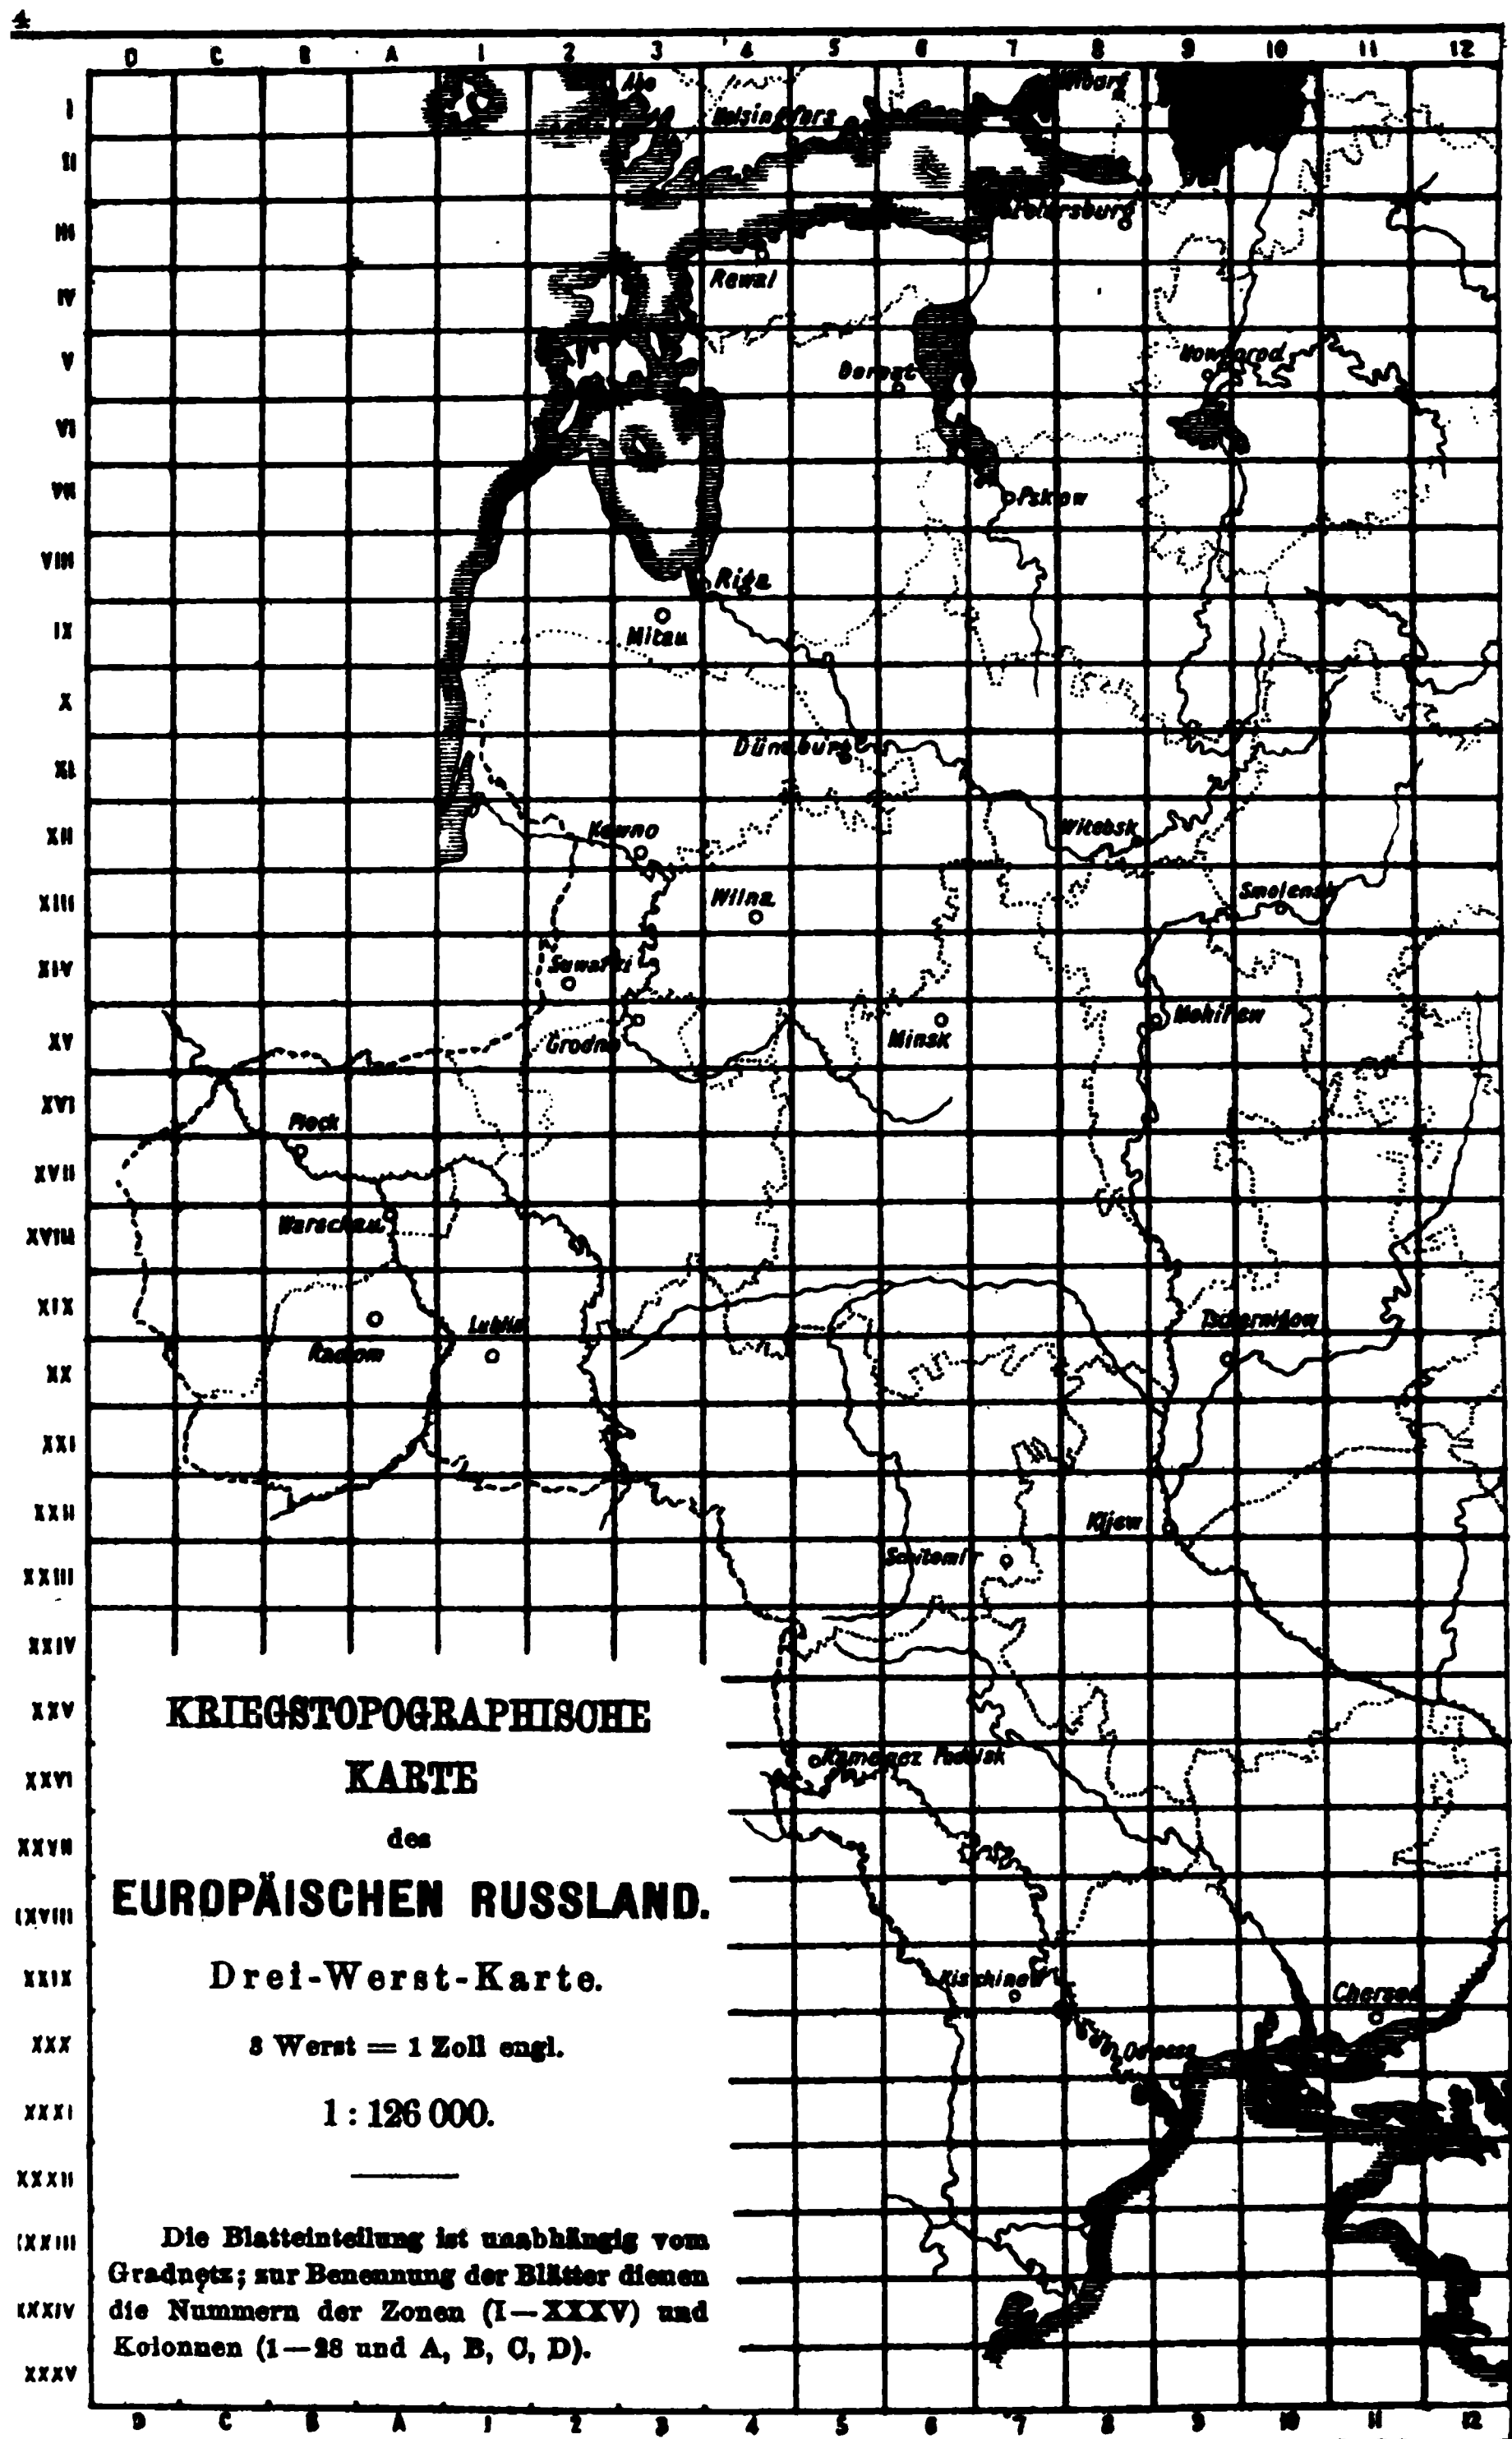 4
D C B A 1 2 3 4 5 6 7 8 9 10 11 12
I
Abo
Wiborg
Helsingfors
II
III
Petersburg
Rewal
IV
V
Dorpat
Nowgorod
VI
VII
Pskow
VIII
Riga
IX
Mitau
X
XI
Dünaburg
XII
Kowno
Witebsk
XIII
Wilna
Smolensk
XIV
Suwalki
XV
Grodno
Minsk
Mohilew
XVI
Plock
XVII
XVIII
Warschau
XIX
Lublin
Tschernigow
Radom
XX
XXI
XXII
Kijew
XXIII
Schitomir
XXIV
XXV
KRIEGSTOPOGRAPHISCHE
XXVI
KARTE
Kamenez Podolsk
XXVII
des
XXVIII
EUROPÄISCHEN RUSSLAND.
XXIX
Drei-Werst-Karte.
Kischinew
Cherson
XXX
3 Werst = 1 Zoll engl.
Odessa
XXXI
1 : 126 000.
XXXII
XXXIII
Die Blatteinteilung ist unabhängig vom
Gradnetz; zur Benennung der Blätter dienen
XXXIV
die Nummern der Zonen (I—XXXV) und
Kolonnen (1—28 und A, B, C, D).
XXXV
D C B A 1 2 3 4 5 6 7 8 9 10 11 12